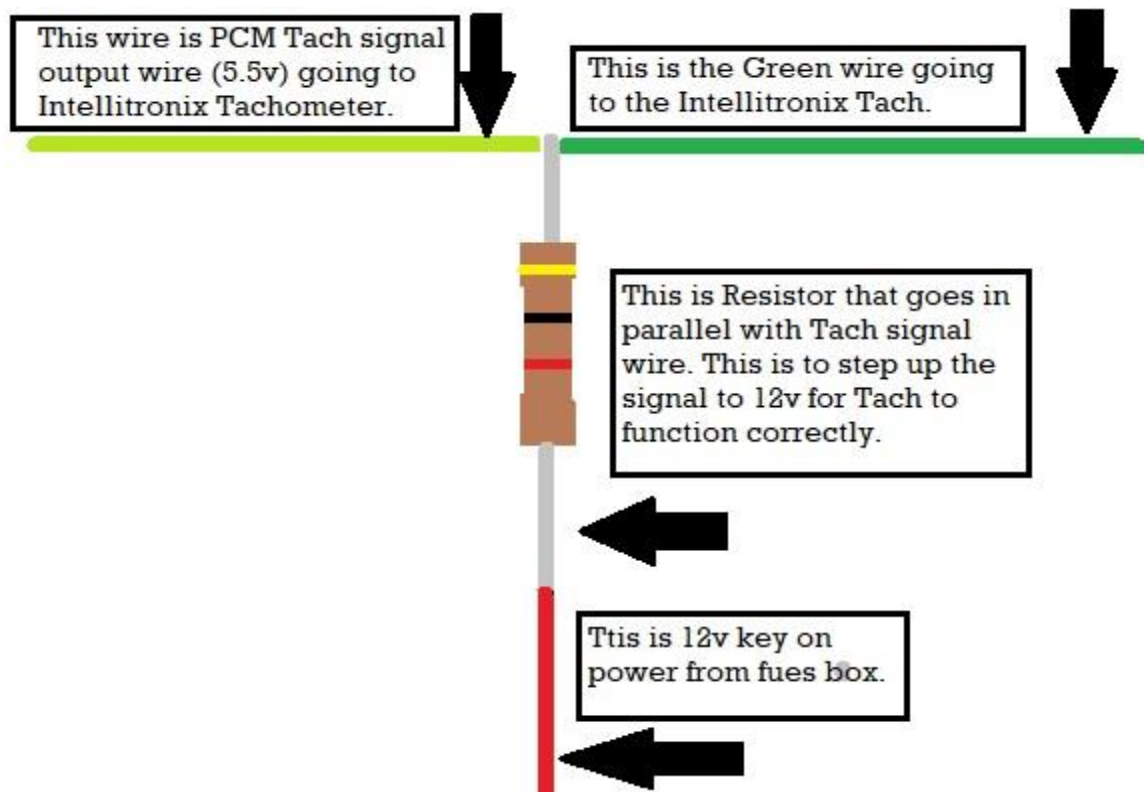 This wire is PCM Tach signal
output wire (5.5v) going to
Intellitronix Tachometer.
This is the Green wire going
to the Intellitronix Tach.
This is Resistor that goes in
parallel with Tach signal
wire. This is to step up the
signal to 12v for Tach to
function correctly.
Ttis is 12v key on
power from fues box.